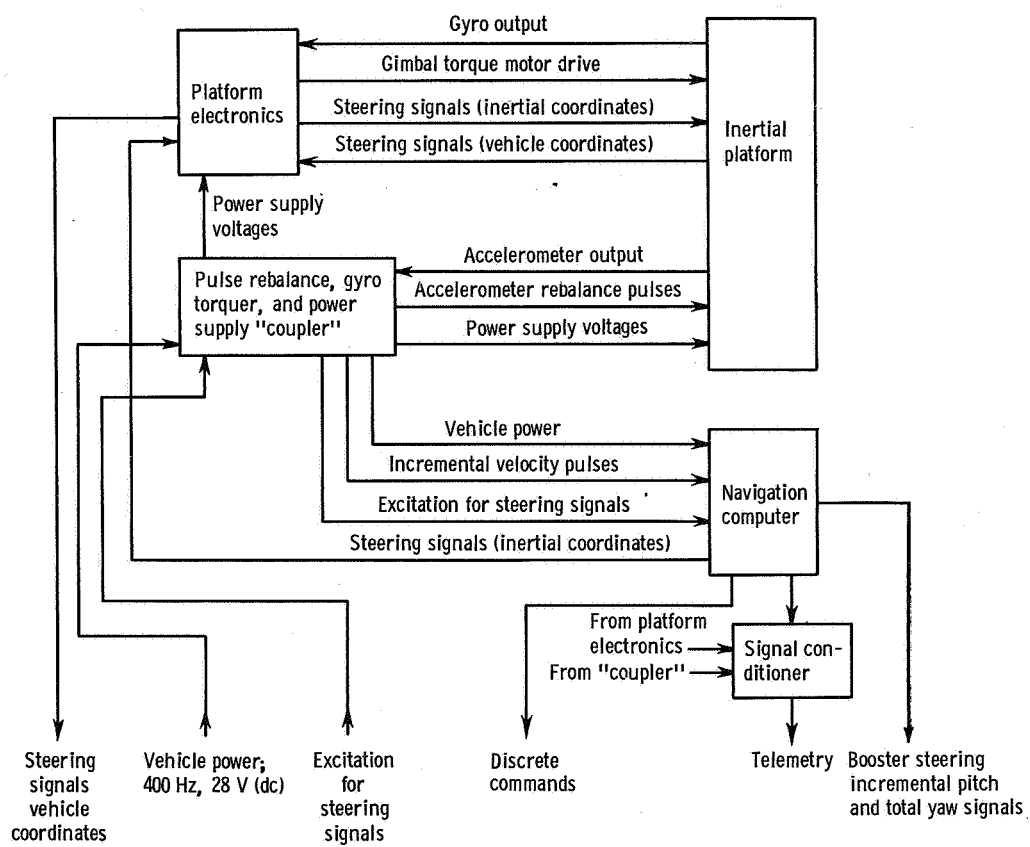 Gyro output
Gimbal torque motor drive
Platform
electronics
Steering signals (inertial coordinates)
Inertial
platform
Steering signals (vehicle coordinates)
Power supply
voltages
Accelerometer output
Pulse rebalance, gyro
torquer, and power
supply "coupler"
Accelerometer rebalance pulses
Power supply voltages
Vehicle power
Incremental velocity pulses
Navigation
computer
Excitation for steering signals
Steering signals (inertial coordinates)
From platform
electronics
From "coupler"
Signal con-
ditioner
Steering
signals
vehicle
coordinates
Vehicle power;
400 Hz, 28 V (dc)
Excitation
for
steering
signals
Discrete
commands
Telemetry
Booster steering
incremental pitch
and total yaw signals